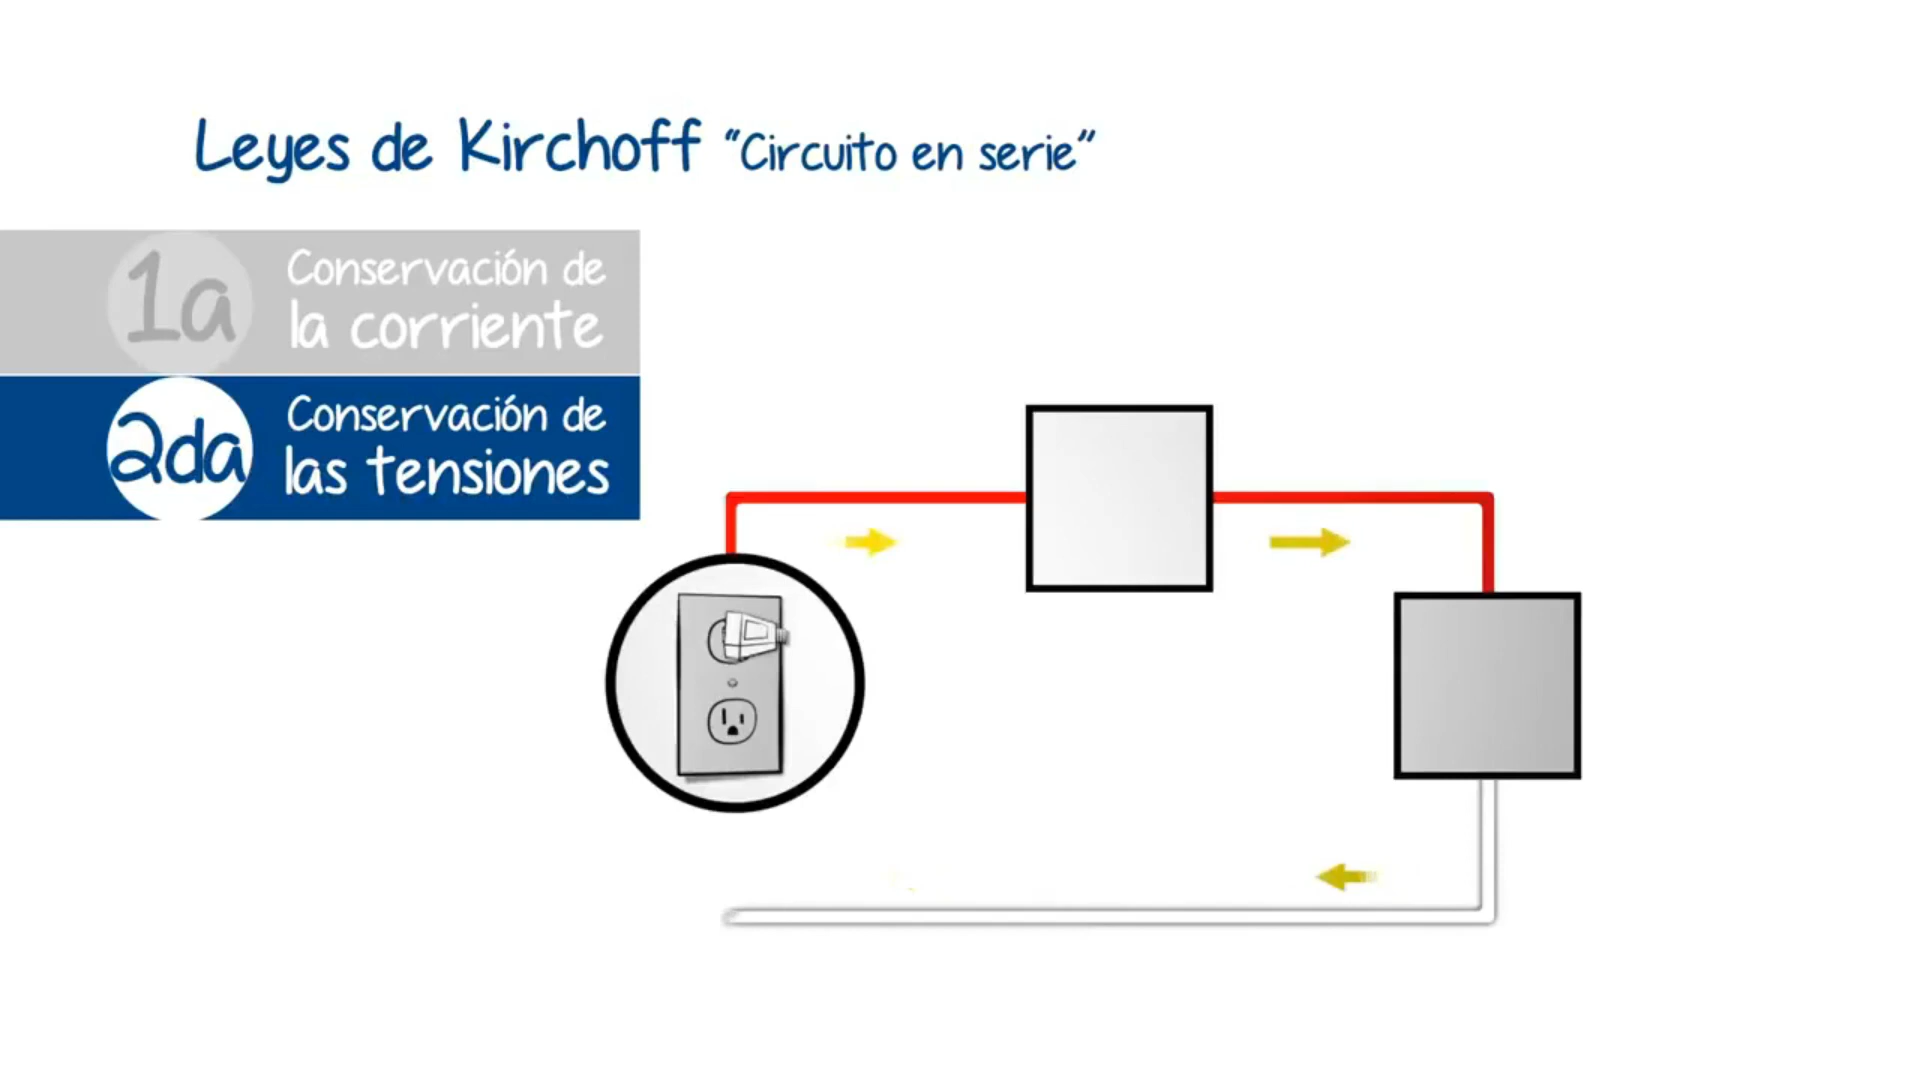 Leyes de Kirchoff “Circuito en serie”
1a
Conservación de
la corriente
2da
Conservación de
las tensiones